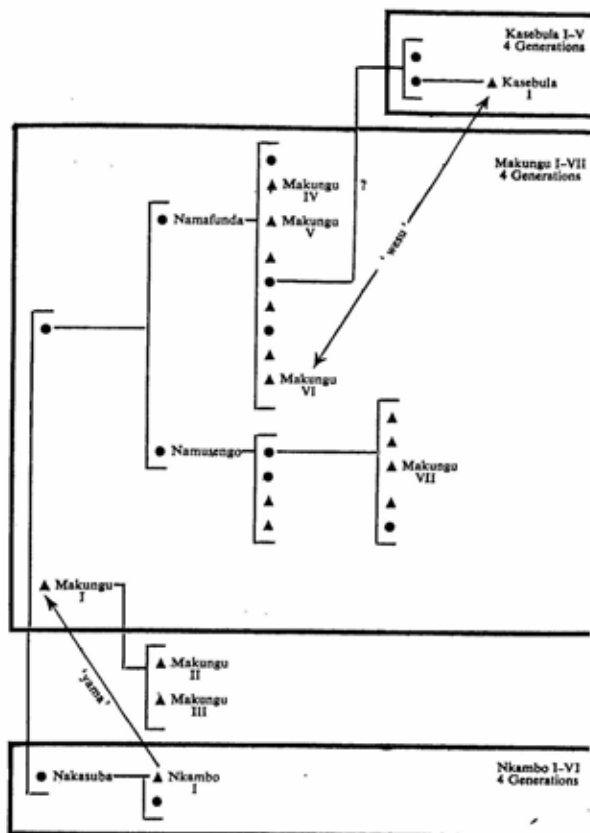 Kasebula I–V
4 Generations
Kasebula
I
Makungu I–VII
4 Generations
Makungu
IV
?
Namafunda
Makungu
V
'wesu'
Makungu
VI
Namusengo
Makungu
VII
Makungu
I
'yama'
Makungu
II
Makungu
III
Nkambo I–VI
4 Generations
Nakasuba
Nkambo
I